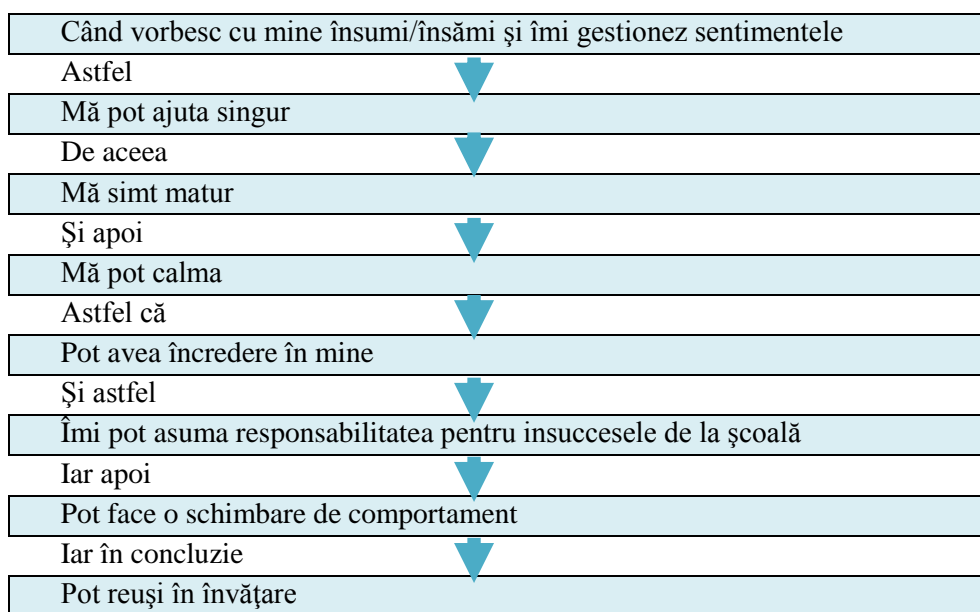 Când vorbesc cu mine însumi/însămi şi îmi gestionez sentimentele
Astfel
Mă pot ajuta singur
De aceea
Mă simt matur
Şi apoi
Mă pot calma
Astfel că
Pot avea încredere în mine
Şi astfel
Îmi pot asuma responsabilitatea pentru insuccesele de la şcoală
Iar apoi
Pot face o schimbare de comportament
Iar în concluzie
Pot reuşi în învăţare